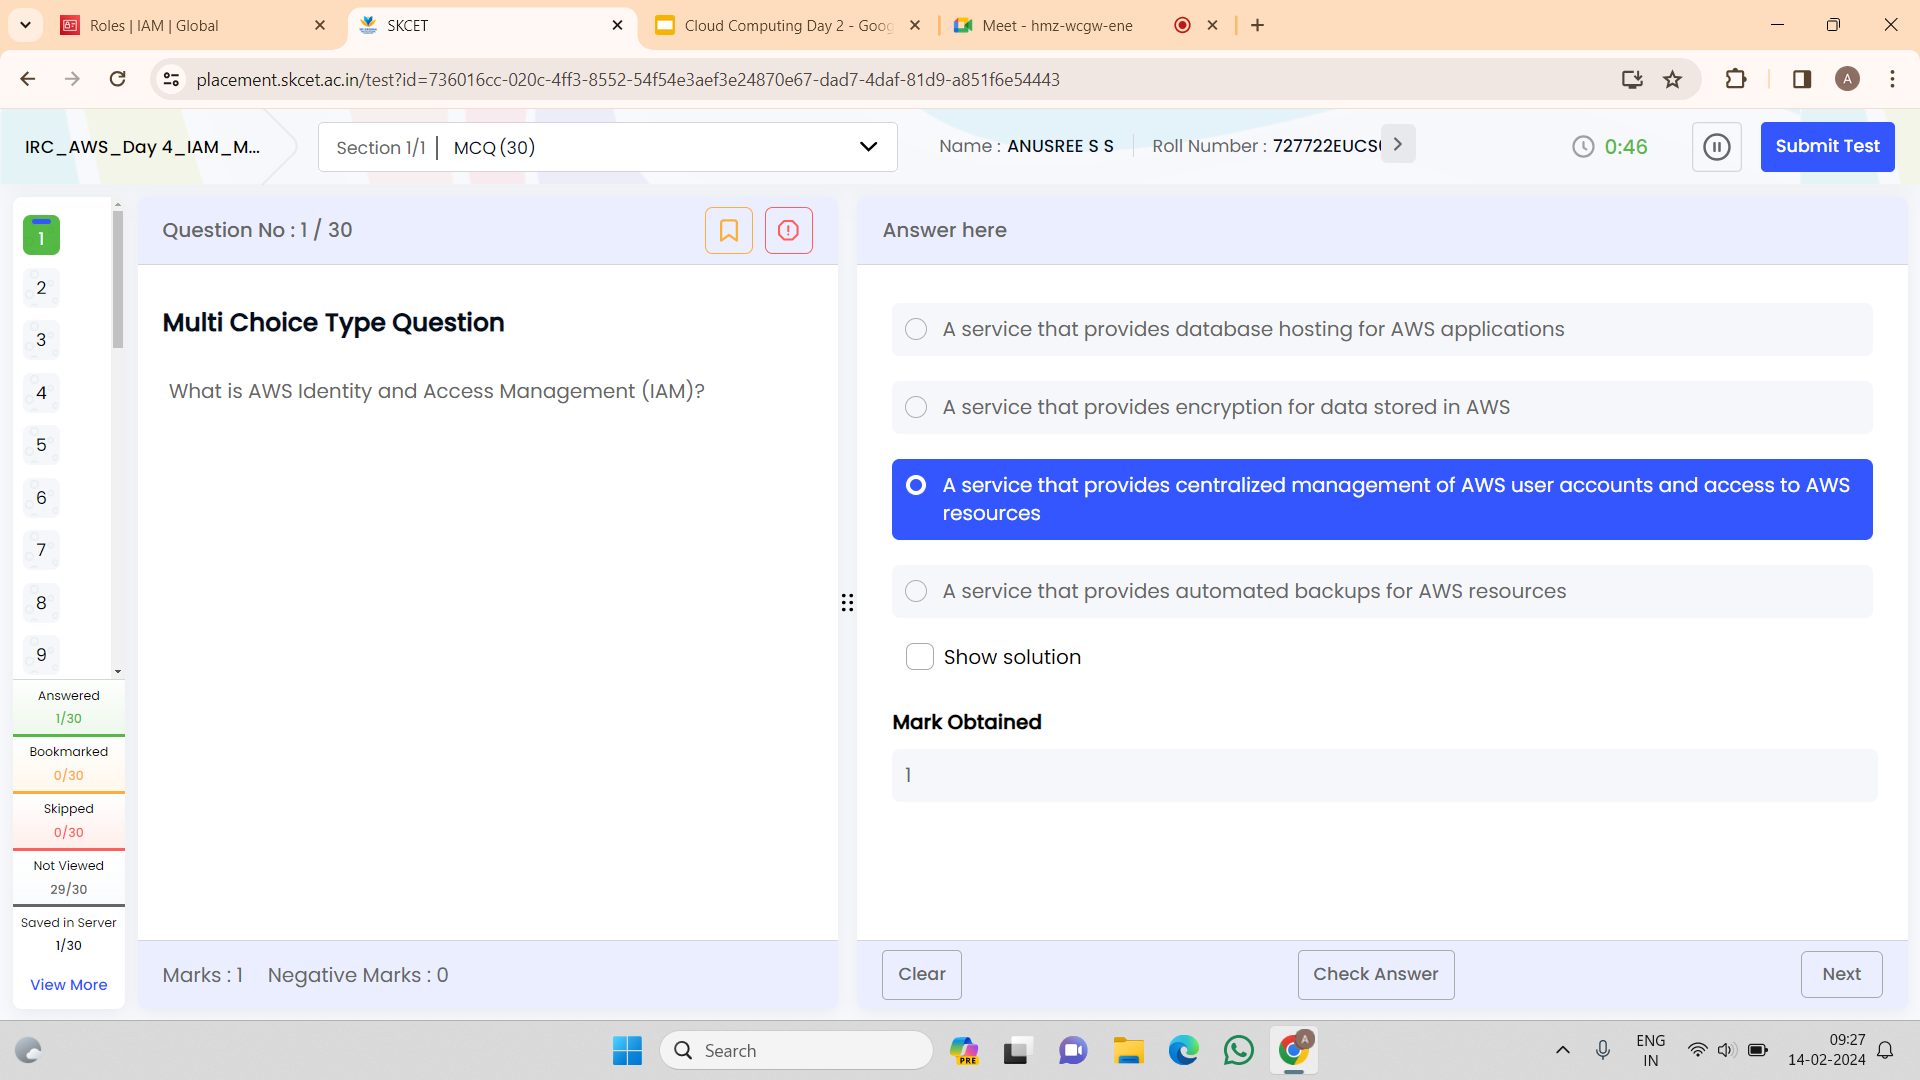 Roles | IAM | Global
SKCET
Cloud Computing Day 2 - Goog
Meet - hmz-wcgw-ene
placement.skcet.ac.in/test?id=736016cc-020c-4ff3-8552-54f54e3aef3e24870e67-dad7-4daf-81d9-a851f6e54443
A
IRC_AWS_Day 4_IAM_M...
Section 1/1 | MCQ (30)
Name : ANUSREE S S
Roll Number : 727722EUCS
0:46
Submit Test
1
2
3
4
5
6
7
8
9
Answered
1/30
Bookmarked
0/30
Skipped
0/30
Not Viewed
29/30
Saved in Server
1/30
View More
Question No : 1 / 30
Multi Choice Type Question
What is AWS Identity and Access Management (IAM)?
Marks : 1 Negative Marks : 0
Answer here
A service that provides database hosting for AWS applications
A service that provides encryption for data stored in AWS
A service that provides centralized management of AWS user accounts and access to AWS
resources
A service that provides automated backups for AWS resources
Show solution
Mark Obtained
1
Clear
Check Answer
Next
Search
PRE
A
ENG
IN
09:27
14-02-2024